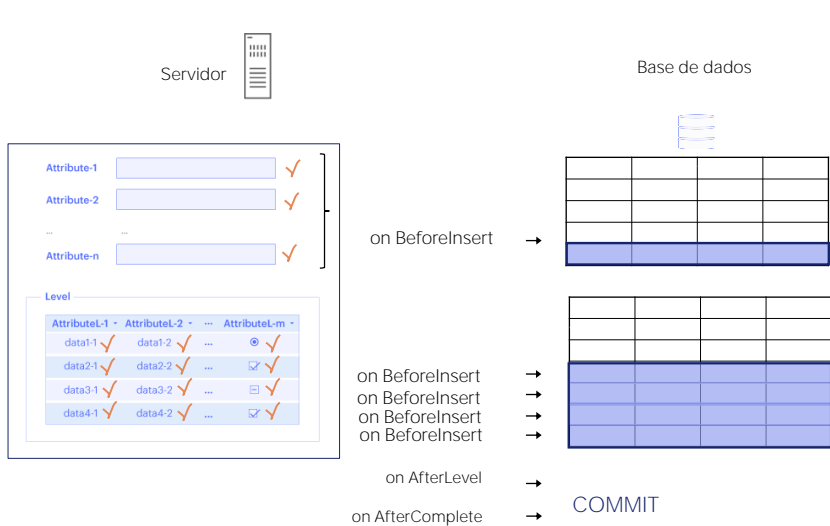 Servidor
Base de dados
Attribute-1
Attribute-2
... ...
Attribute-n
on BeforeInsert
Level
AttributeL-1 AttributeL-2 ... AttributeL-m
data1-1 data1-2 ...
data2-1 data2-2 ...
data3-1 data3-2 ...
data4-1 data4-2 ...
on BeforeInsert
on BeforeInsert
on BeforeInsert
on BeforeInsert
on AfterLevel
on AfterComplete
COMMIT